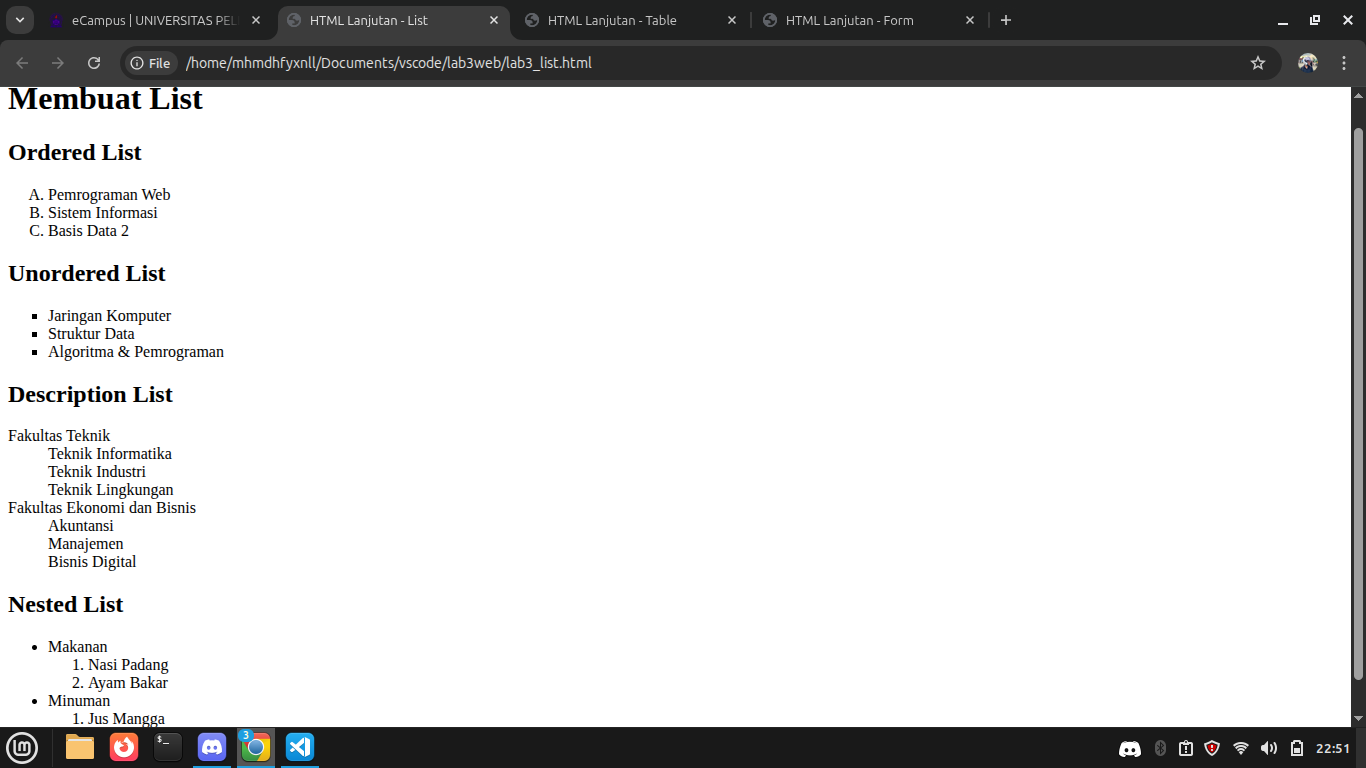 eCampus | UNIVERSITAS PEL
HTML Lanjutan - List
HTML Lanjutan - Table
HTML Lanjutan - Form
File
/home/mhmdhfyxnll/Documents/vscode/lab3web/lab3_list.html
Membuat List
Ordered List
A. Pemrograman Web
B. Sistem Informasi
C. Basis Data 2
Unordered List
Jaringan Komputer
Struktur Data
Algoritma & Pemrograman
Description List
Fakultas Teknik
Teknik Informatika
Teknik Industri
Teknik Lingkungan
Fakultas Ekonomi dan Bisnis
Akuntansi
Manajemen
Bisnis Digital
Nested List
Makanan
1. Nasi Padang
2. Ayam Bakar
Minuman
1. Jus Mangga
3
22:51